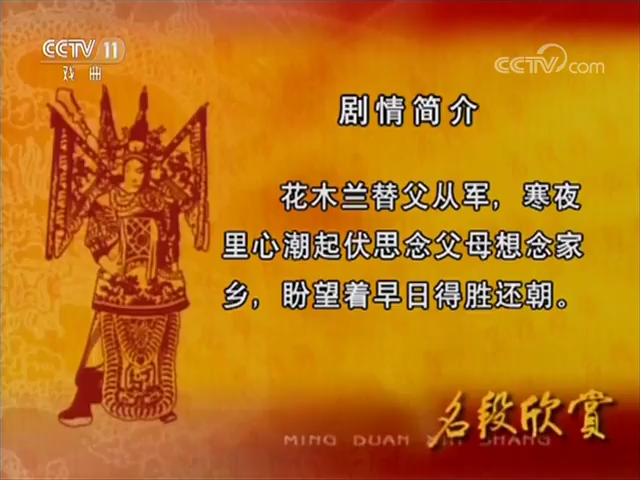 CCTV 11
戏曲
CCTV.com
剧情简介
花木兰替父从军，寒夜
里心潮起伏思念父母想念家
乡，盼望着早日得胜还朝。
名段欣赏
MING DUAN XIN SHANG